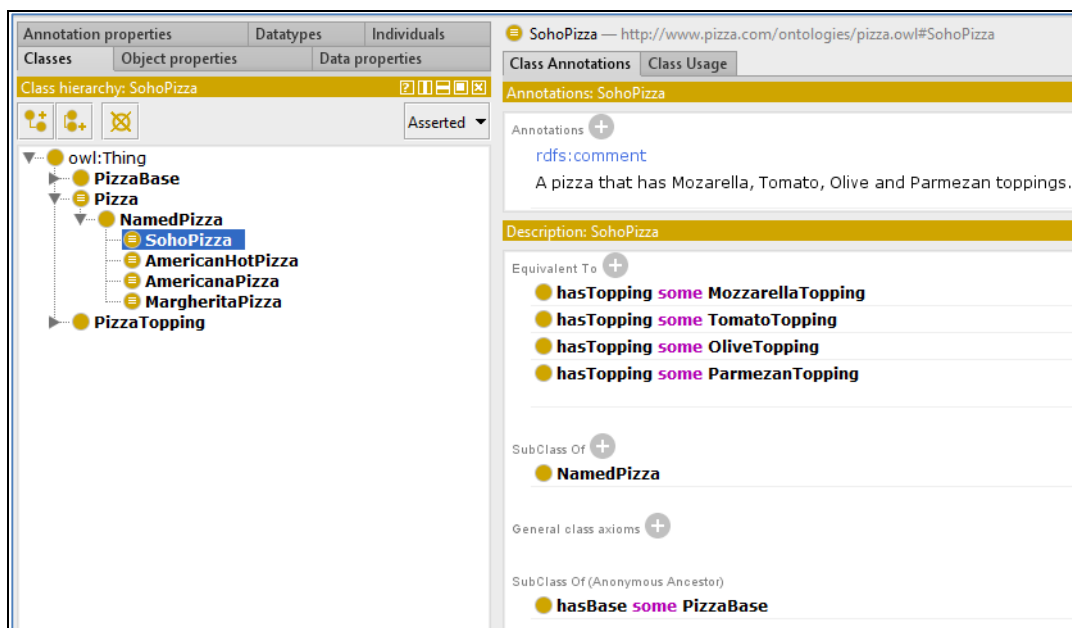 Annotation properties Datatypes Individuals
Classes Object properties Data properties
Class hierarchy: SohoPizza
Asserted
owl:Thing
PizzaBase
Pizza
NamedPizza
SohoPizza
AmericanHotPizza
AmericanaPizza
MargheritaPizza
PizzaTopping
SohoPizza — http://www.pizza.com/ontologies/pizza.owl#SohoPizza
Class Annotations Class Usage
Annotations: SohoPizza
Annotations
rdfs:comment
A pizza that has Mozarella, Tomato, Olive and Parmezan toppings.
Description: SohoPizza
Equivalent To
hasTopping some MozzarellaTopping
hasTopping some TomatoTopping
hasTopping some OliveTopping
hasTopping some ParmezanTopping
SubClass Of
NamedPizza
General class axioms
SubClass Of (Anonymous Ancestor)
hasBase some PizzaBase